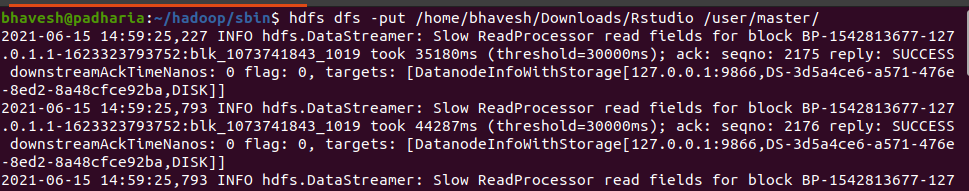 bhavesh@padharia:~/hadoop/sbin$ hdfs dfs -put /home/bhavesh/Downloads/Rstudio /user/master/
2021-06-15 14:59:25,227 INFO hdfs.DataStreamer: Slow ReadProcessor read fields for block BP-1542813677-127
.0.1.1-1623323793752:blk_1073741843_1019 took 35180ms (threshold=30000ms); ack: seqno: 2175 reply: SUCCESS
 downstreamAckTimeNanos: 0 flag: 0, targets: [DatanodeInfoWithStorage[127.0.0.1:9866,DS-3d5a4ce6-a571-476e
-8ed2-8a48cfce92ba,DISK]]
2021-06-15 14:59:25,793 INFO hdfs.DataStreamer: Slow ReadProcessor read fields for block BP-1542813677-127
.0.1.1-1623323793752:blk_1073741843_1019 took 44287ms (threshold=30000ms); ack: seqno: 2176 reply: SUCCESS
 downstreamAckTimeNanos: 0 flag: 0, targets: [DatanodeInfoWithStorage[127.0.0.1:9866,DS-3d5a4ce6-a571-476e
-8ed2-8a48cfce92ba,DISK]]
2021-06-15 14:59:25,793 INFO hdfs.DataStreamer: Slow ReadProcessor read fields for block BP-1542813677-127